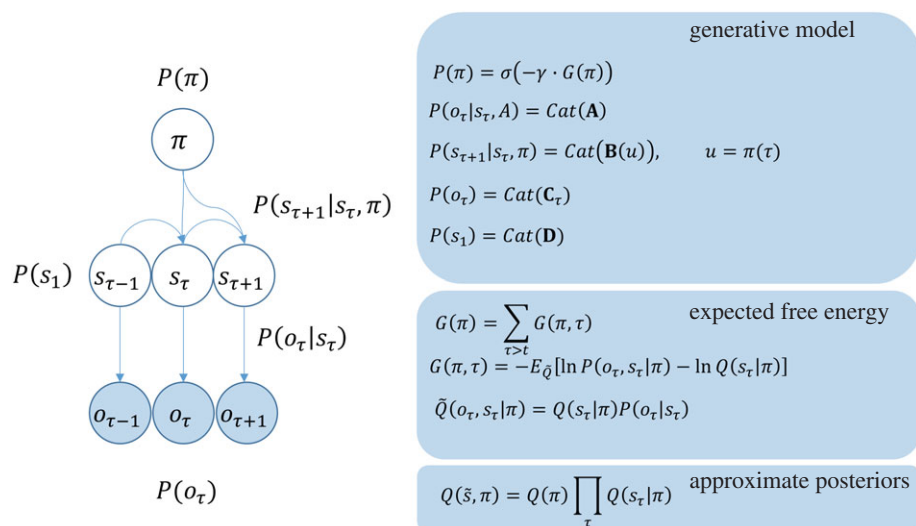 P(π)
π
P(s_{τ+1}|s_τ, π)
P(s_1)
s_{τ−1}
s_τ
s_{τ+1}
P(o_τ|s_τ)
o_{τ−1}
o_τ
o_{τ+1}
P(o_τ)
generative model
P(π) = σ(−γ · G(π))
P(o_τ|s_τ, A) = Cat(𝐀)
P(s_{τ+1}|s_τ, π) = Cat(𝐁(u)), u = π(τ)
P(o_τ) = Cat(𝐂_τ)
P(s_1) = Cat(𝐃)
expected free energy
G(π) = ∑_{τ>t} G(π, τ)
G(π, τ) = −E_{Q̃}[ln P(o_τ, s_τ|π) − ln Q(s_τ|π)]
Q̃(o_τ, s_τ|π) = Q(s_τ|π)P(o_τ|s_τ)
approximate posteriors
Q(s̃, π) = Q(π) ∏_τ Q(s_τ|π)